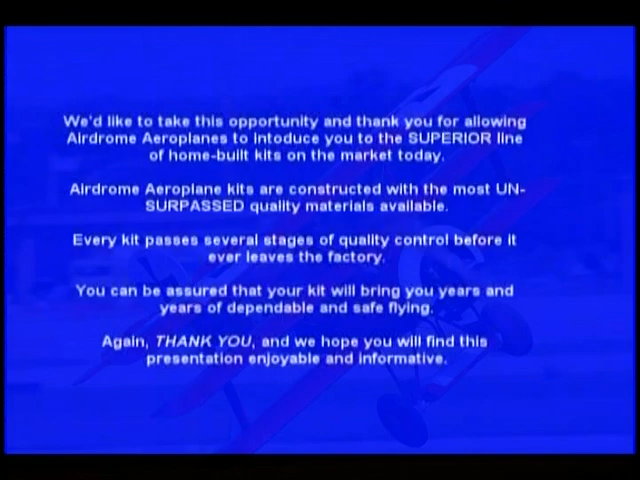 We'd like to take this opportunity and thank you for allowing
Airdrome Aeroplanes to intoduce you to the SUPERIOR line
of home-built kits on the market today.
Airdrome Aeroplane kits are constructed with the most UN-
SURPASSED quality materials available.
Every kit passes several stages of quality control before it
ever leaves the factory.
You can be assured that your kit will bring you years and
years of dependable and safe flying.
Again, THANK YOU, and we hope you will find this
presentation enjoyable and informative.